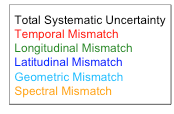 Total Systematic Uncertainty
Temporal Mismatch
Longitudinal Mismatch
Latitudinal Mismatch
Geometric Mismatch
Spectral Mismatch